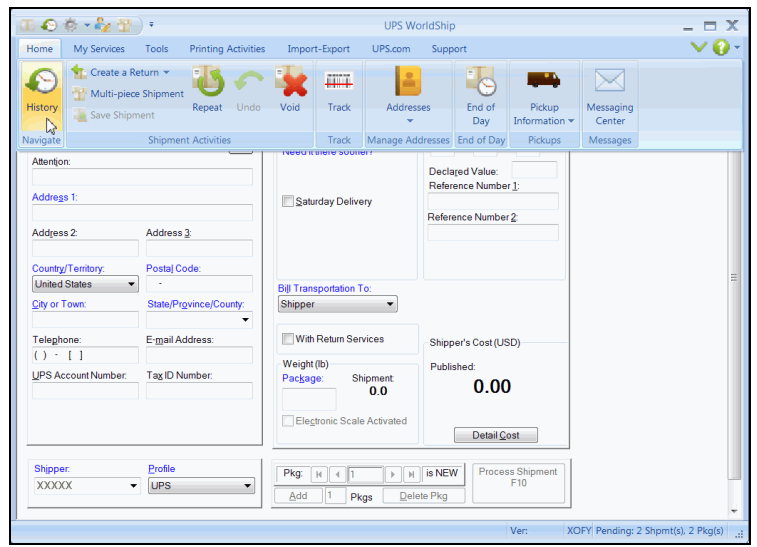 UPS WorldShip
Home My Services Tools Printing Activities Import-Export UPS.com Support
History
Create a Return
Multi-piece Shipment
Save Shipment
Repeat Undo Void Track Addresses End of Day Pickup Information Messaging Center
Navigate Shipment Activities Track Manage Addresses End of Day Pickups Messages
Need it there sooner?
Attention:
Declared Value:
Reference Number 1:
Address 1:
Saturday Delivery
Reference Number 2:
Address 2: Address 3:
Country/Territory: Postal Code:
United States -
Bill Transportation To:
Shipper
City or Town: State/Province/County:
Telephone: E-mail Address:
( ) - [ ]
With Return Services
Shipper's Cost (USD)
UPS Account Number: Tax ID Number:
Weight (lb)
Package: Shipment:
0.0
Published:
0.00
Electronic Scale Activated
Detail Cost
Shipper: Profile
XXXXX UPS
Pkg: 1 is NEW
Process Shipment
F10
Add 1 Pkgs Delete Pkg
Ver: XOFY Pending: 2 Shpmt(s), 2 Pkg(s)